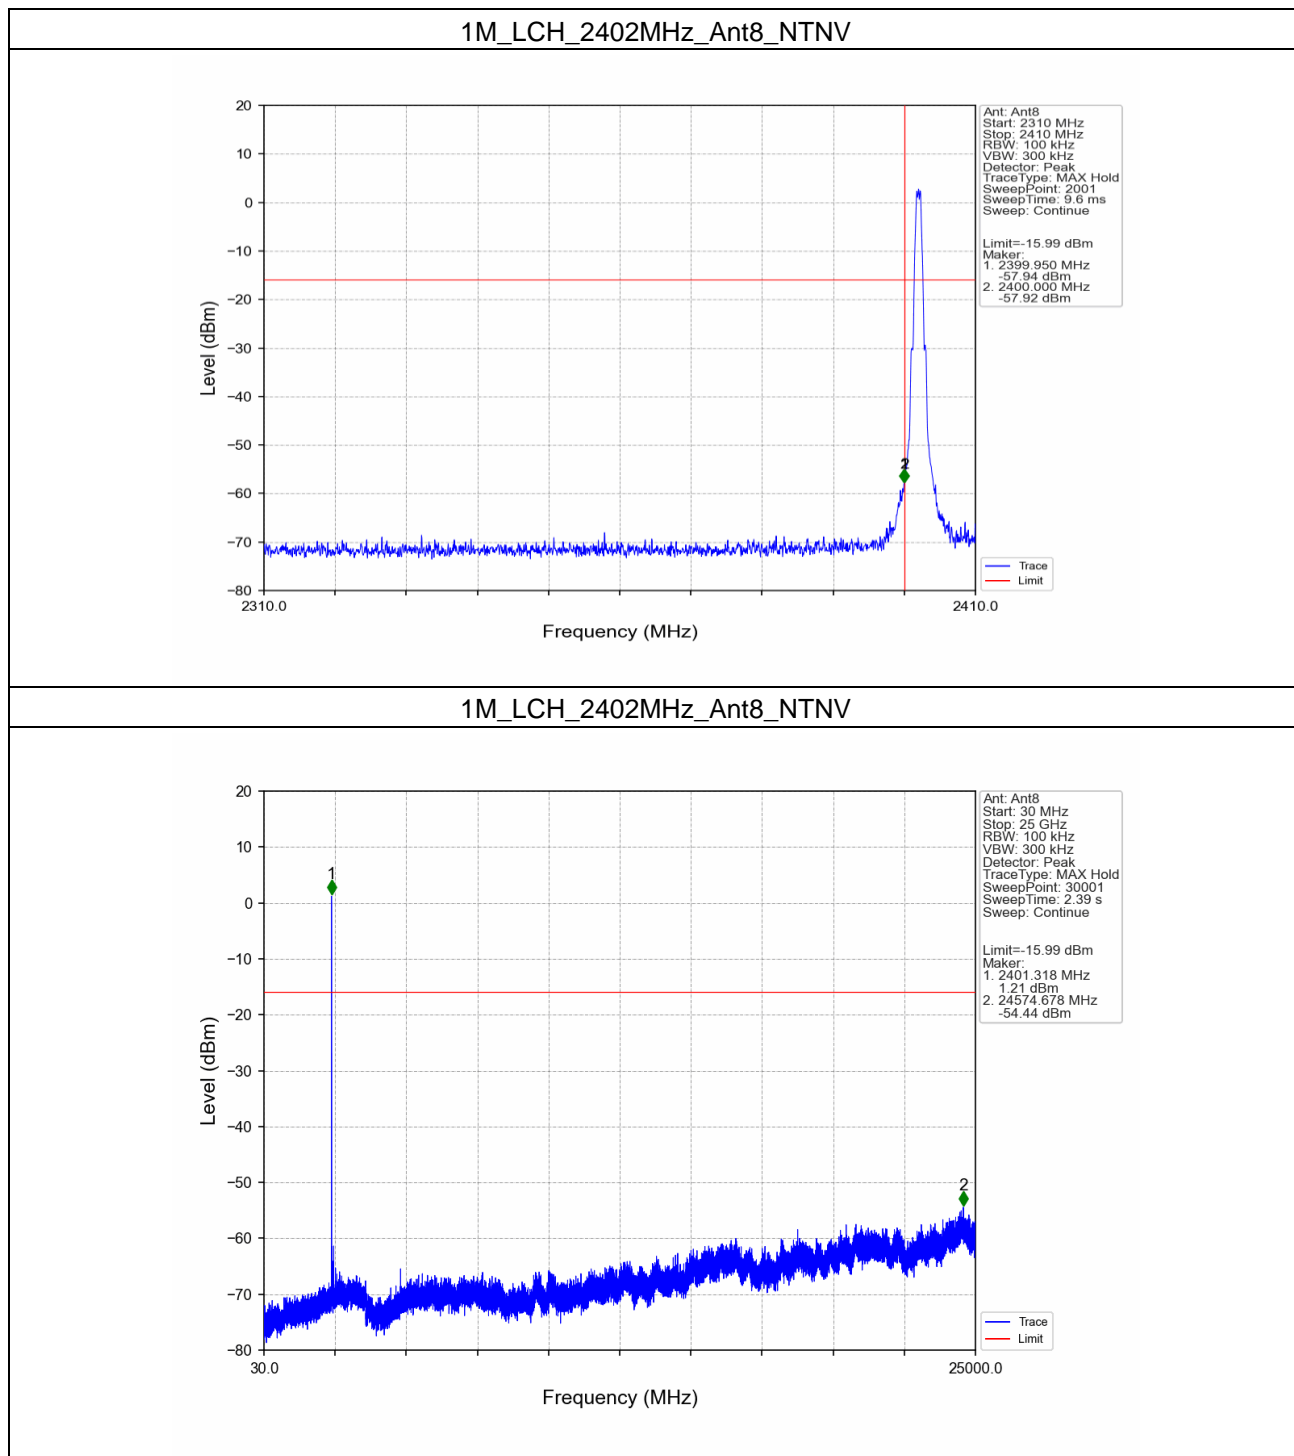 1M_LCH_2402MHz_Ant8_NTNV
20
10
0
−10
−20
−30
−40
−50
−60
−70
−80
Level (dBm)
1
2
2310.0
2410.0
Frequency (MHz)
Ant: Ant8
Start: 2310 MHz
Stop: 2410 MHz
RBW: 100 kHz
VBW: 300 kHz
Detector: Peak
TraceType: MAX Hold
SweepPoint: 2001
SweepTime: 9.6 ms
Sweep: Continue
Limit=-15.99 dBm
Maker:
1. 2399.950 MHz
-57.94 dBm
2. 2400.000 MHz
-57.92 dBm
Trace
Limit
1M_LCH_2402MHz_Ant8_NTNV
20
10
0
−10
−20
−30
−40
−50
−60
−70
−80
Level (dBm)
1
2
30.0
25000.0
Frequency (MHz)
Ant: Ant8
Start: 30 MHz
Stop: 25 GHz
RBW: 100 kHz
VBW: 300 kHz
Detector: Peak
TraceType: MAX Hold
SweepPoint: 30001
SweepTime: 2.39 s
Sweep: Continue
Limit=-15.99 dBm
Maker:
1. 2401.318 MHz
1.21 dBm
2. 24574.678 MHz
-54.44 dBm
Trace
Limit